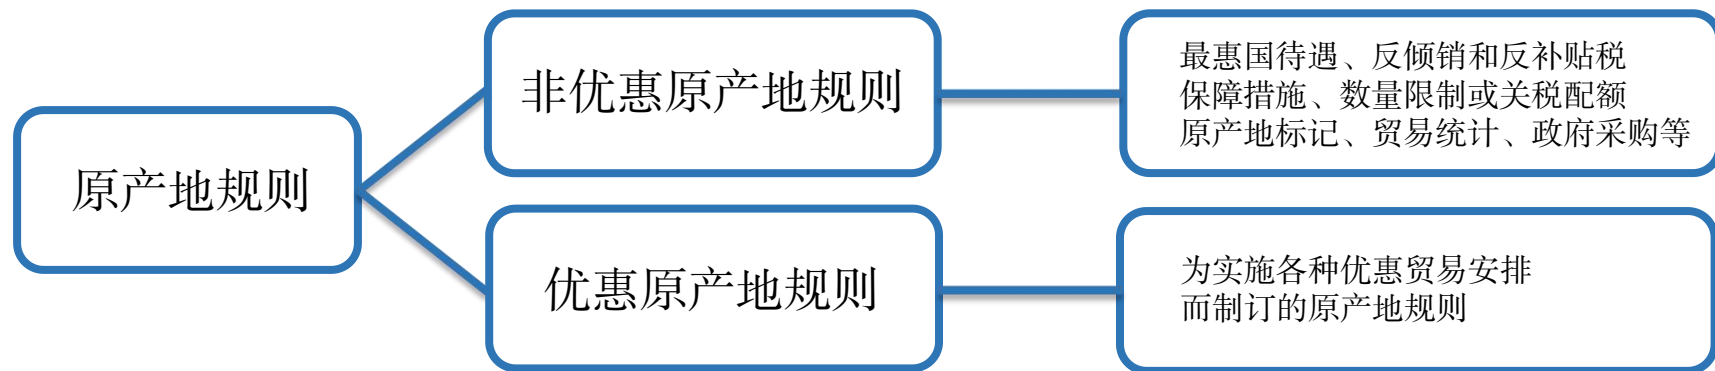 原产地规则
非优惠原产地规则
最惠国待遇、反倾销和反补贴税
保障措施、数量限制或关税配额
原产地标记、贸易统计、政府采购等
优惠原产地规则
为实施各种优惠贸易安排
而制订的原产地规则